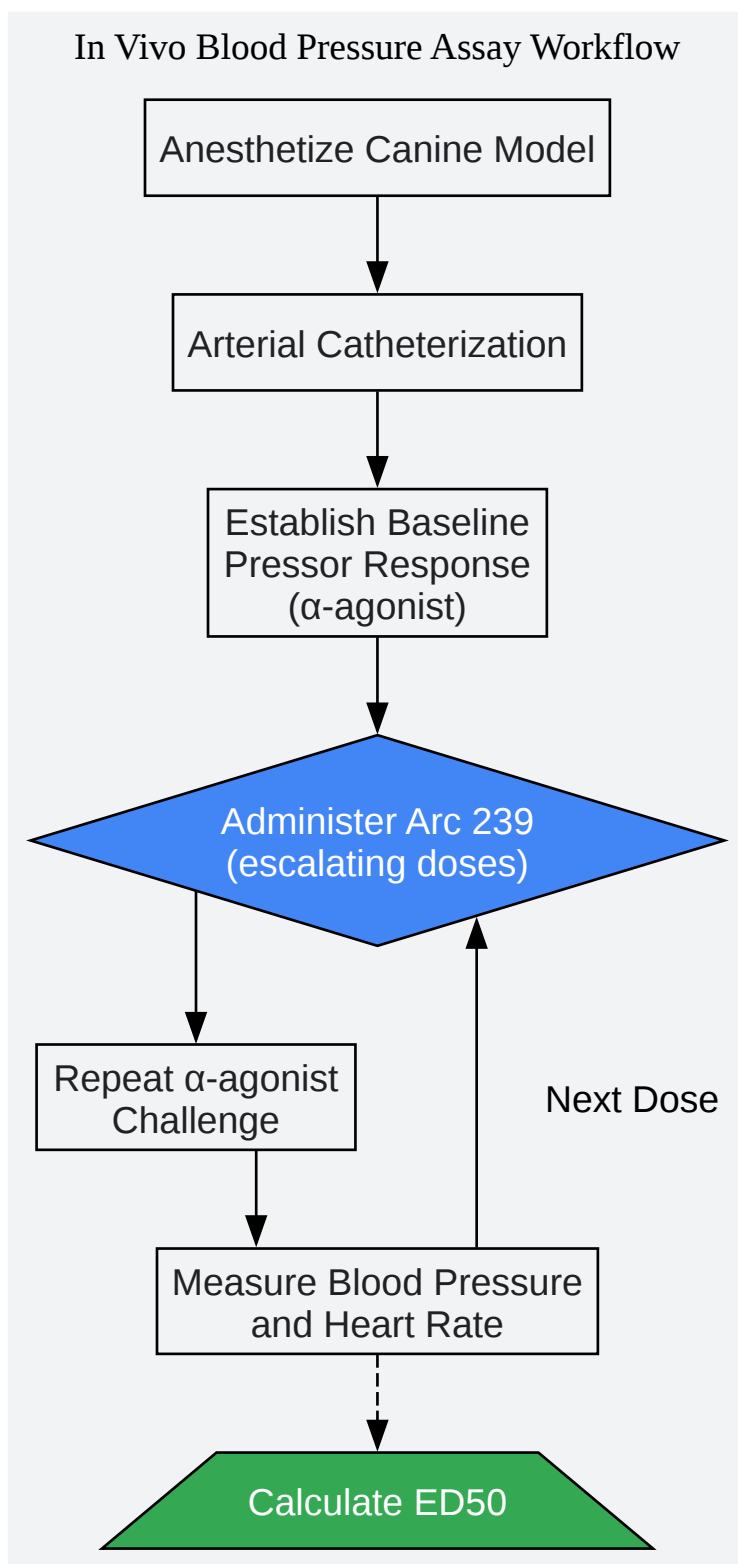 In Vivo Blood Pressure Assay Workflow
Anesthetize Canine Model
Arterial Catheterization
Establish Baseline
Pressor Response
(α-agonist)
Administer Arc 239
(escalating doses)
Repeat α-agonist
Challenge
Next Dose
Measure Blood Pressure
and Heart Rate
Calculate ED50